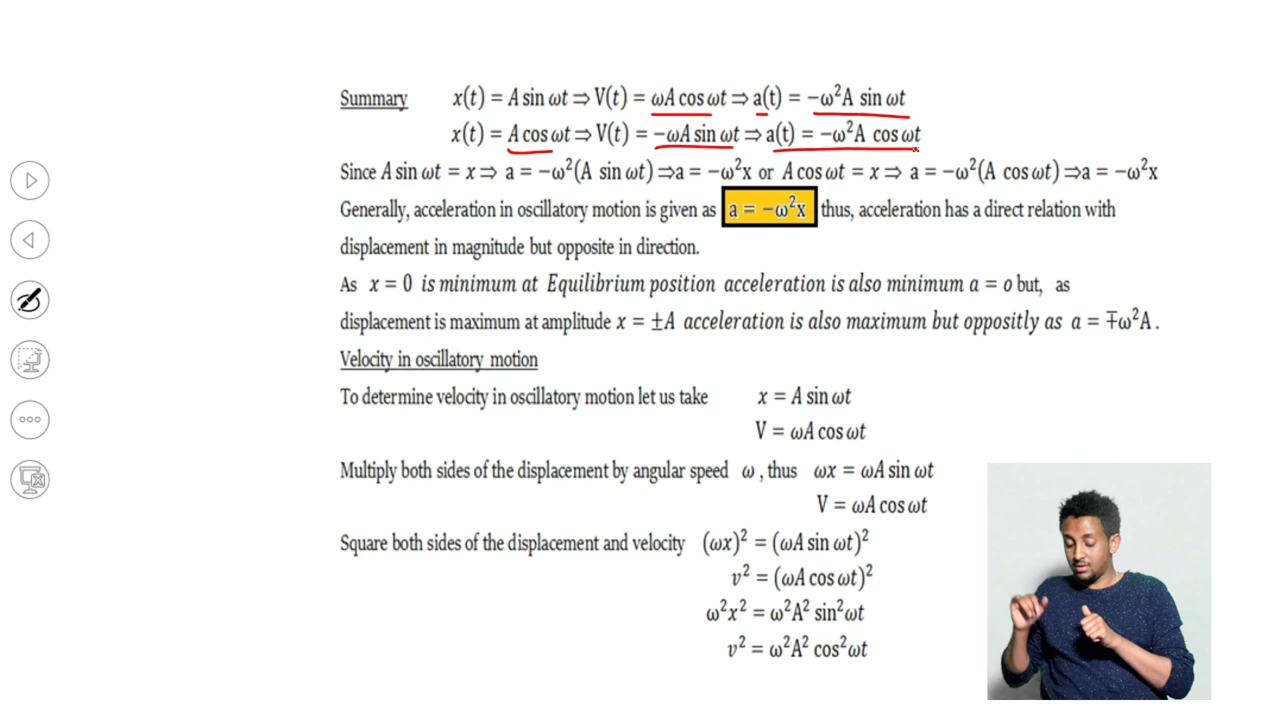 Summary x(t) = A sin ωt ⇒ V(t) = ωA cos ωt ⇒ a(t) = −ω²A sin ωt
x(t) = A cos ωt ⇒ V(t) = −ωA sin ωt ⇒ a(t) = −ω²A cos ωt
Since A sin ωt = x ⇒ a = −ω²(A sin ωt) ⇒ a = −ω²x or A cos ωt = x ⇒ a = −ω²(A cos ωt) ⇒ a = −ω²x
Generally, acceleration in oscillatory motion is given as a = −ω²x thus, acceleration has a direct relation with
displacement in magnitude but opposite in direction.
As x = 0 is minimum at Equilibrium position acceleration is also minimum a = o but, as
displacement is maximum at amplitude x = ±A acceleration is also maximum but oppositly as a = ∓ω²A .
Velocity in oscillatory motion
To determine velocity in oscillatory motion let us take x = A sin ωt
V = ωA cos ωt
Multiply both sides of the displacement by angular speed ω , thus ωx = ωA sin ωt
V = ωA cos ωt
Square both sides of the displacement and velocity (ωx)² = (ωA sin ωt)²
v² = (ωA cos ωt)²
ω²x² = ω²A² sin²ωt
v² = ω²A² cos²ωt